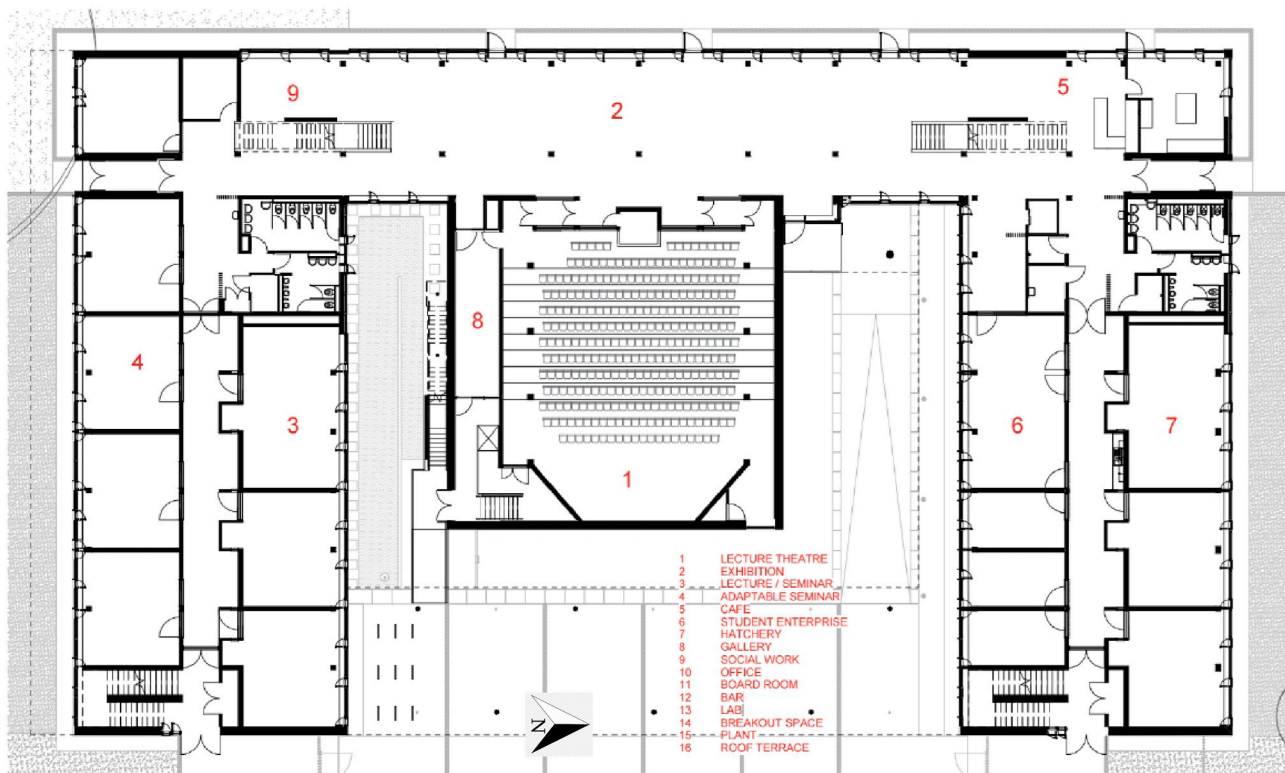 9
2
5
8
4
3
6
7
1
1 LECTURE THEATRE
2 EXHIBITION
3 LECTURE / SEMINAR
4 ADAPTABLE SEMINAR
5 CAFE
6 STUDENT ENTERPRISE
7 HATCHERY
8 GALLERY
9 SOCIAL WORK
10 OFFICE
11 BOARD ROOM
12 BAR
13 LAB
14 BREAKOUT SPACE
15 PLANT
16 ROOF TERRACE
N